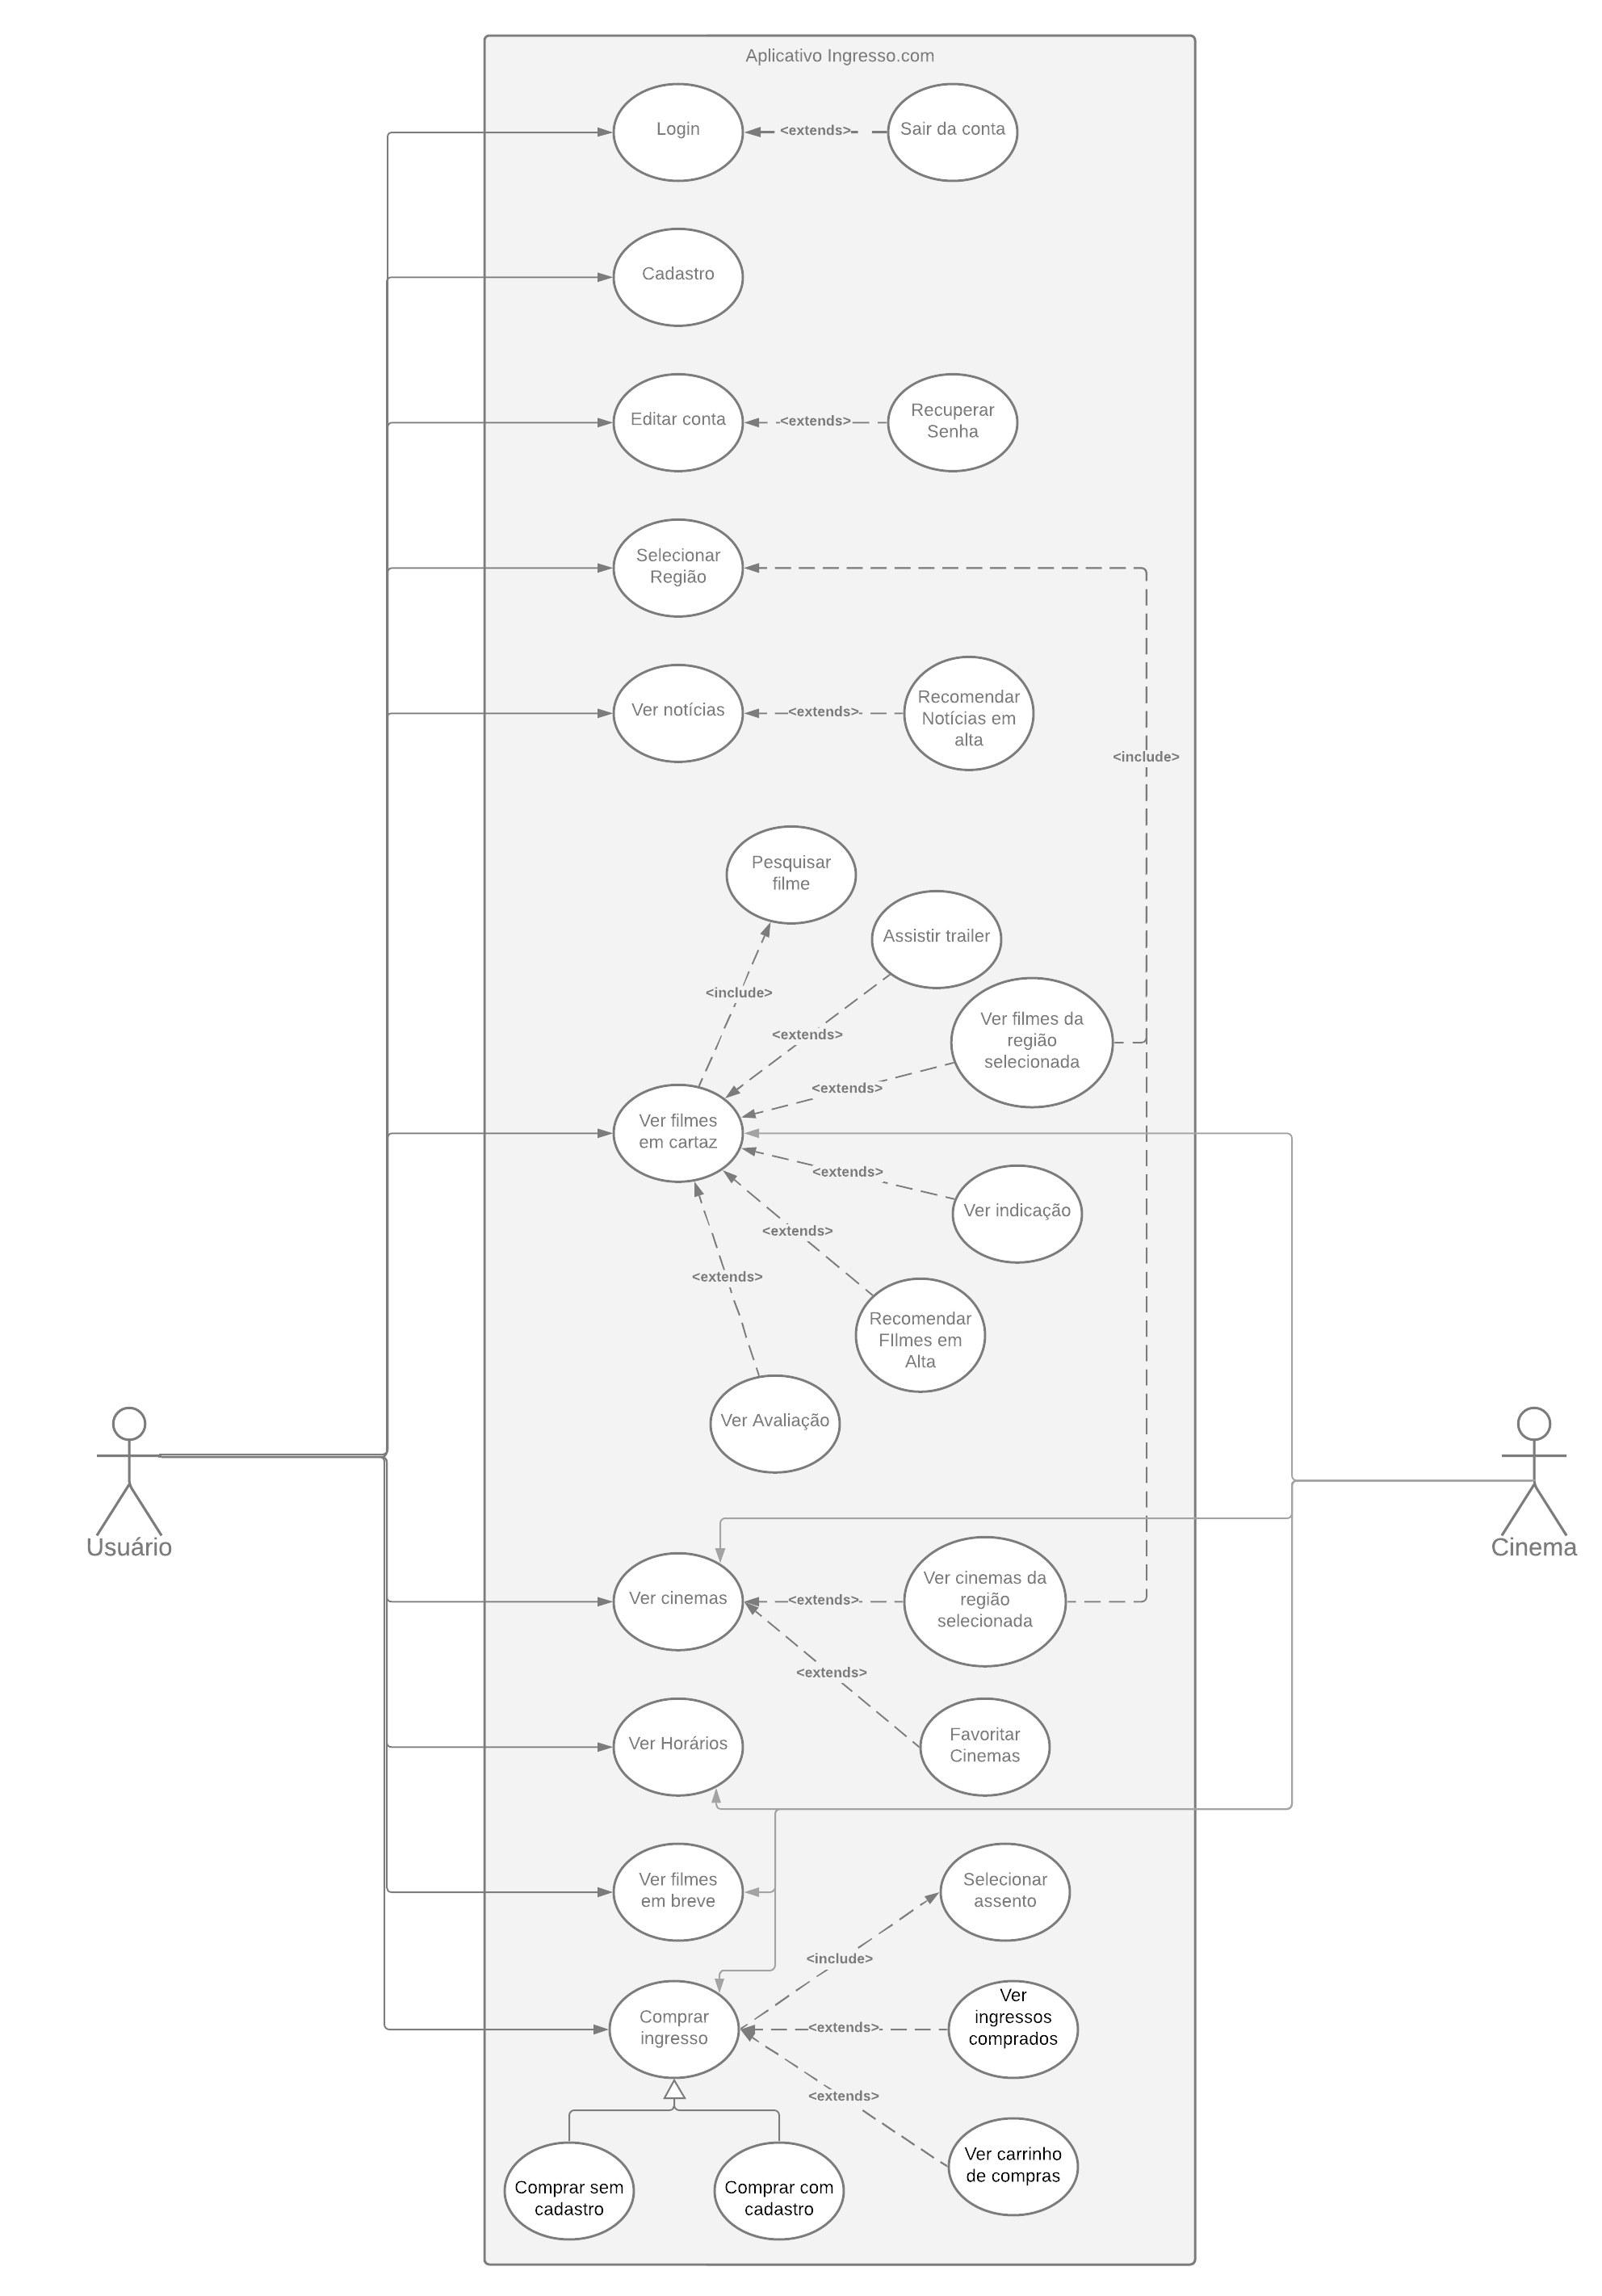 Aplicativo Ingresso.com
Login
<extends>
Sair da conta
Cadastro
Editar conta
<extends>
Recuperar
Senha
Selecionar
Região
Ver notícias
<extends>
Recomendar
Notícias em
alta
<include>
Pesquisar
filme
Assistir trailer
<include>
<extends>
Ver filmes da
região
selecionada
<extends>
Ver filmes
em cartaz
<extends>
Ver indicação
<extends>
<extends>
Recomendar
FIlmes em
Alta
Ver Avaliação
Usuário
Cinema
Ver cinemas
<extends>
Ver cinemas da
região
selecionada
<extends>
Ver Horários
Favoritar
Cinemas
Ver filmes
em breve
Selecionar
assento
<include>
Comprar
ingresso
<extends>
Ver
ingressos
comprados
<extends>
Ver carrinho
de compras
Comprar sem
cadastro
Comprar com
cadastro